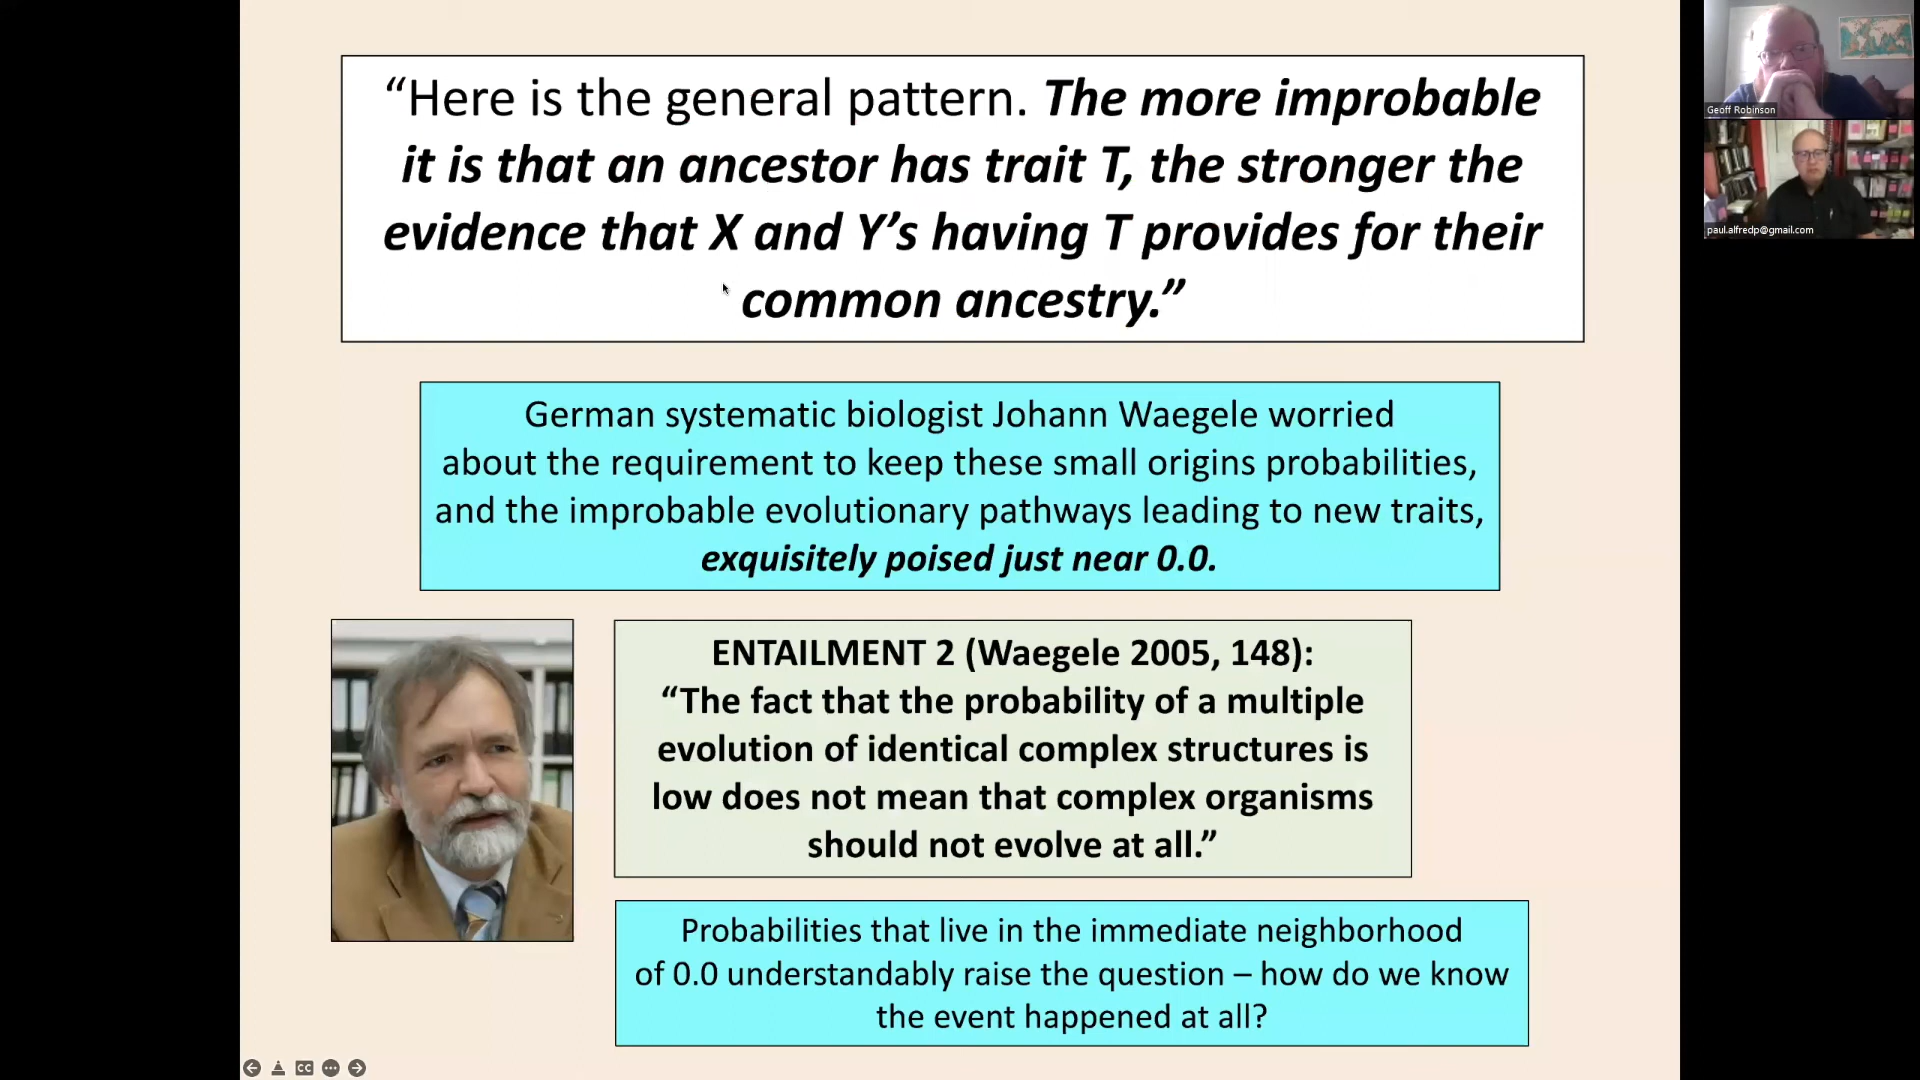 “Here is the general pattern. The more improbable
it is that an ancestor has trait T, the stronger the
evidence that X and Y’s having T provides for their
common ancestry.”
German systematic biologist Johann Waegele worried
about the requirement to keep these small origins probabilities,
and the improbable evolutionary pathways leading to new traits,
exquisitely poised just near 0.0.
ENTAILMENT 2 (Waegele 2005, 148):
“The fact that the probability of a multiple
evolution of identical complex structures is
low does not mean that complex organisms
should not evolve at all.”
Probabilities that live in the immediate neighborhood
of 0.0 understandably raise the question – how do we know
the event happened at all?
Geoff Robinson
paul.alfredp@gmail.com
CC